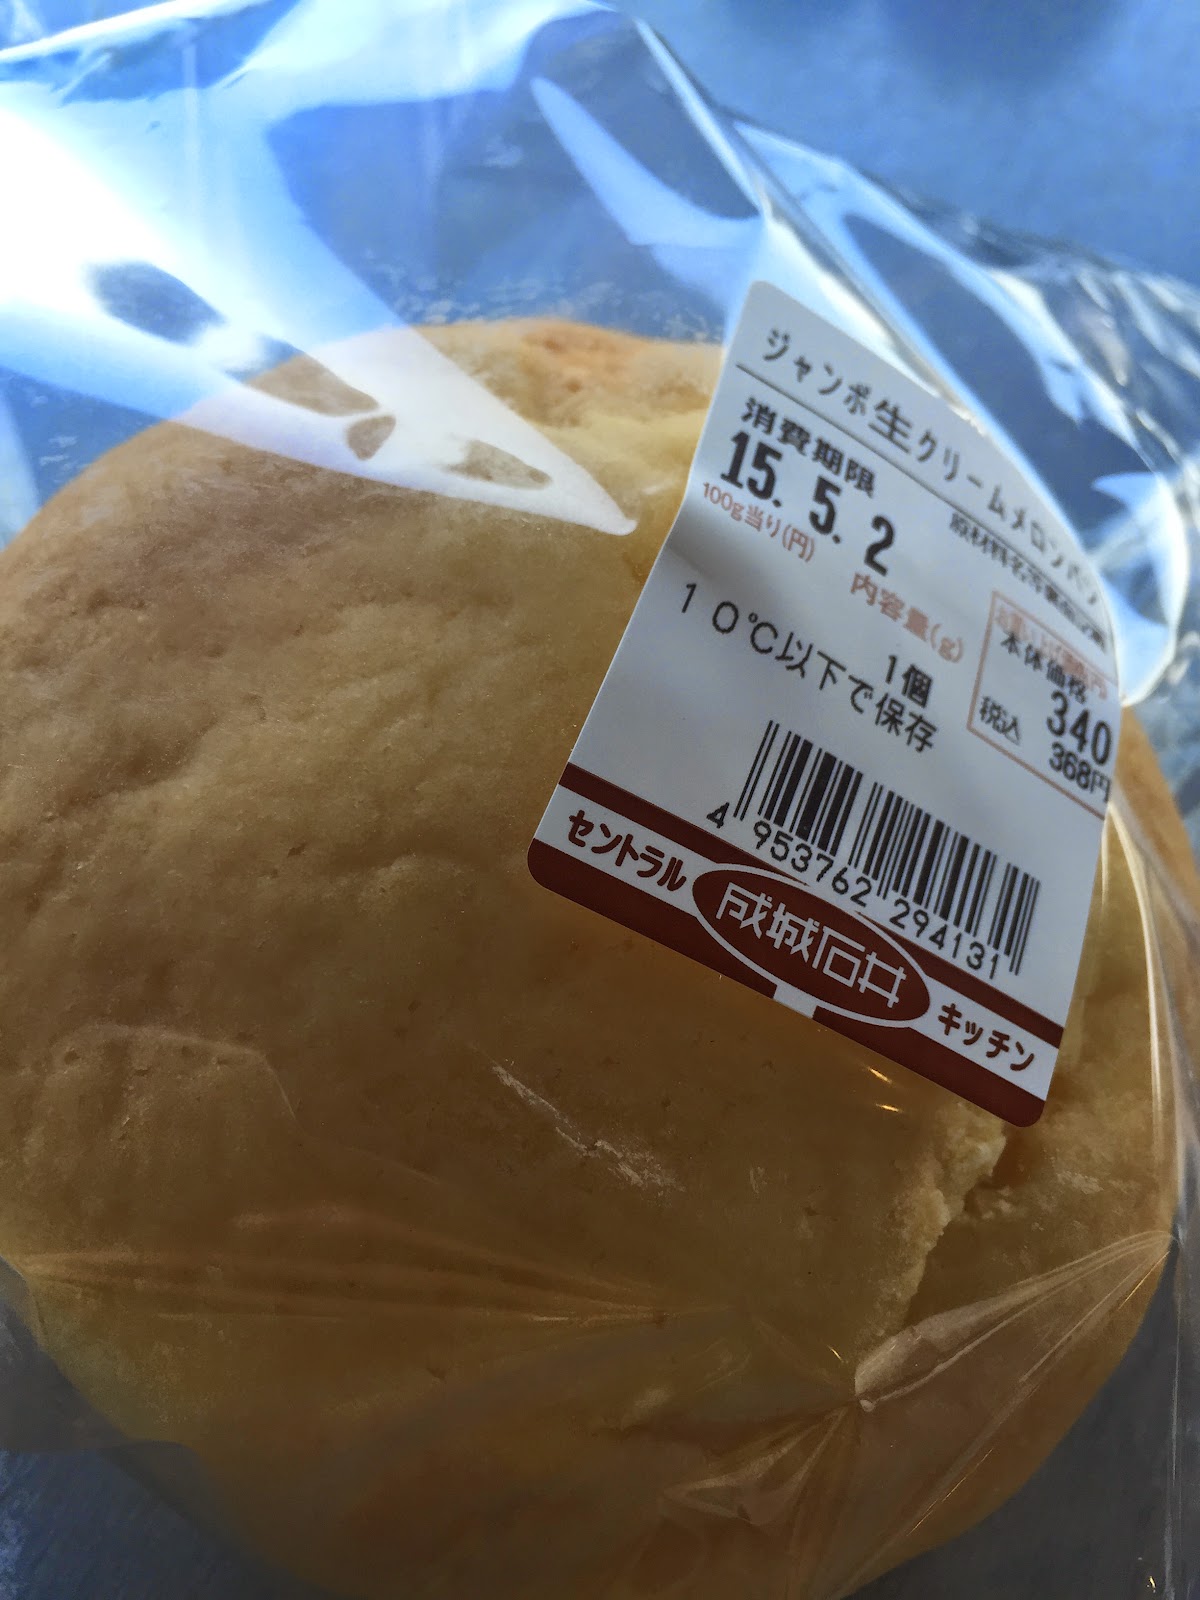 ジャンボ生クリームメロンパン
消費期限
15. 5. 2
100g当り(円)
内容量(g)
1個
10℃以下で保存
本体価格
340
税込
368円
4 953762 294131
セントラル 成城石井 キッチン